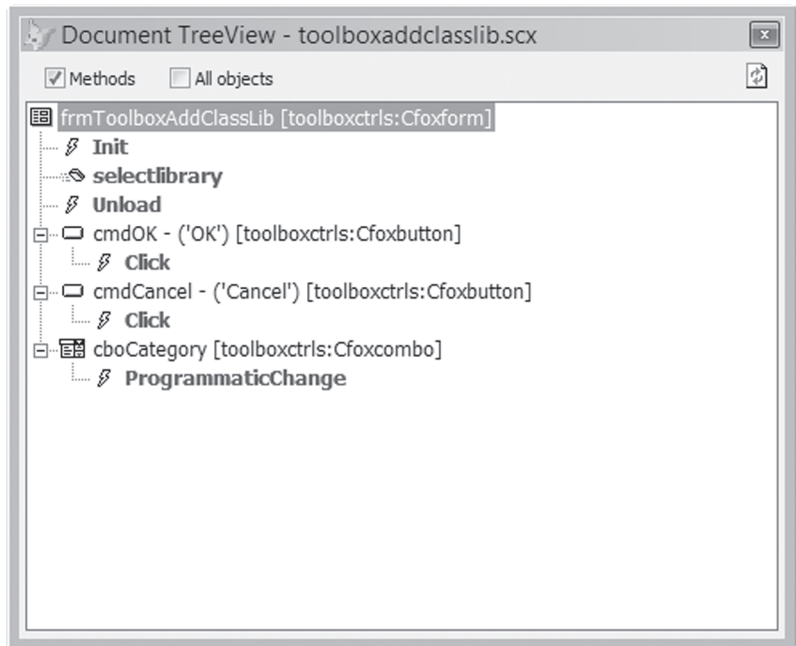 Document TreeView - toolboxaddclasslib.scx
Methods All objects
frmToolboxAddClassLib [toolboxctrls:Cfoxform]
Init
selectlibrary
Unload
cmdOK - ('OK') [toolboxctrls:Cfoxbutton]
Click
cmdCancel - ('Cancel') [toolboxctrls:Cfoxbutton]
Click
cboCategory [toolboxctrls:Cfoxcombo]
ProgrammaticChange